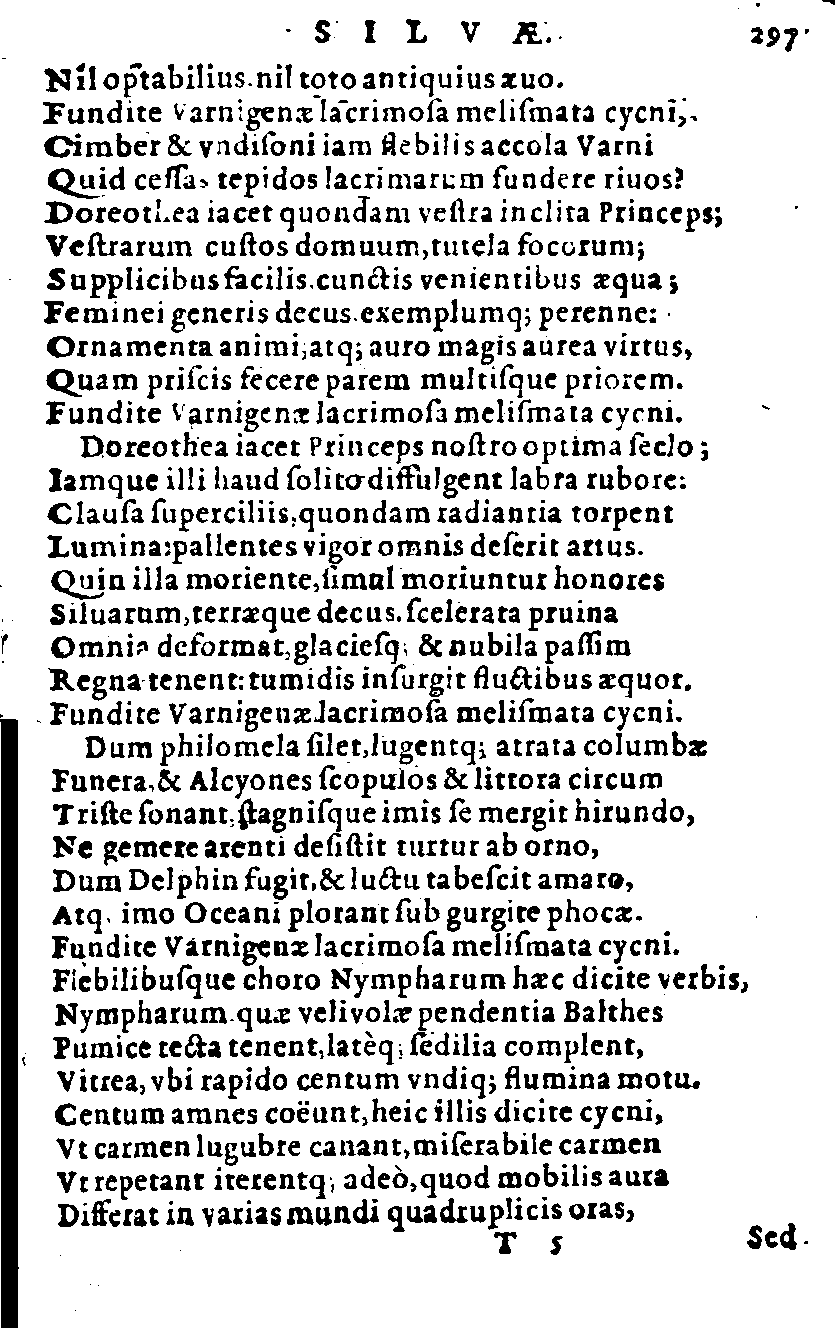 S I L V Æ. 297
Nil optabilius. nil toto antiquius æuo.
Fundite Varnigenæ lacrimoſa meliſmata cycni,
Cimber & vndiſoni iam flebilis accola Varni
Quid ceſſas tepidos lacrimarum fundere riuos?
Doreothea iacet quondam veſtra inclita Princeps;
Veſtrarum cuſtos domuum, tutela focorum;
Supplicibus facilis. cunctis venientibus æqua;
Feminei generis decus. exemplumq; perenne:
Ornamenta animi, atq; auro magis aurea virtus,
Quam priſcis fecere parem multiſque priorem.
Fundite Varnigenæ lacrimoſa meliſmata cycni.
Doreothea iacet Princeps noſtro optima ſeclo;
Iamque illi haud ſolito diffulgent labra rubore:
Clauſa ſuperciliis, quondam radiantia torpent
Lumina: pallentes vigor omnis deſerit artus.
Quin illa moriente, ſimul moriuntur honores
Siluarum, terræque decus. ſcelerata pruina
Omnia deformat, glacieſq; & nubila paſſim
Regna tenent: tumidis inſurgit fluctibus æquor.
Fundite Varnigenæ lacrimoſa meliſmata cycni.
Dum philomela ſilet, lugentq; atrata columbæ
Funera, & Alcyones ſcopulos & littora circum
Triſte ſonant, ſtagniſque imis ſe mergit hirundo,
Ne gemere arenti deſiſtit turtur ab orno,
Dum Delphin fugit, & luctu tabeſcit amaro,
Atq. imo Oceani plorant ſub gurgite phocæ.
Fundite Varnigenæ lacrimoſa meliſmata cycni.
Flebilibuſque choro Nympharum hæc dicite verbis,
Nympharum. quæ velivolæ pendentia Balthes
Pumice tecta tenent, latèq; ſedilia complent,
Vitrea, vbi rapido centum vndiq; flumina motu.
Centum amnes coëunt, heic illis dicite cycni,
Vt carmen lugubre canant, miſerabile carmen
Vt repetant iterentq; adeò, quod mobilis aura
Differat in varias mundi quadruplicis oras,
T 5 Sed